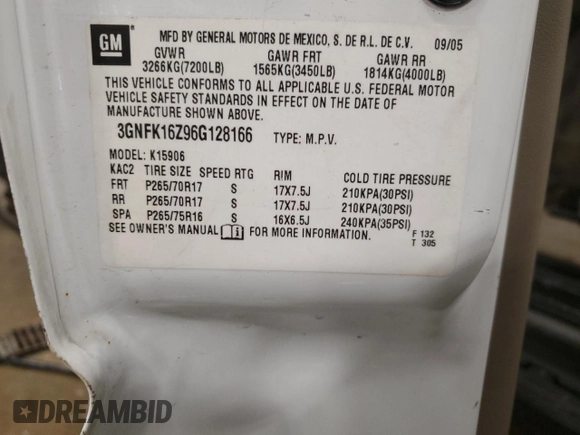 GM
MFD BY GENERAL MOTORS DE MEXICO, S. DE R.L. DE C.V. 09/05
GVWR GAWR FRT GAWR RR
3266KG(7200LB) 1565KG(3450LB) 1814KG(4000LB)
THIS VEHICLE CONFORMS TO ALL APPLICABLE U.S. FEDERAL MOTOR
VEHICLE SAFETY STANDARDS IN EFFECT ON THE DATE OF
MANUFACTURE SHOWN ABOVE.
3GNFK16Z96G128166 TYPE: M.P.V.
MODEL: K15906
KAC2 TIRE SIZE SPEED RTG RIM COLD TIRE PRESSURE
FRT P265/70R17 S 17X7.5J 210KPA(30PSI)
RR P265/70R17 S 17X7.5J 210KPA(30PSI)
SPA P265/75R16 S 16X6.5J 240KPA(35PSI)
SEE OWNER'S MANUAL FOR MORE INFORMATION. F 132
T 305
DREAMBID